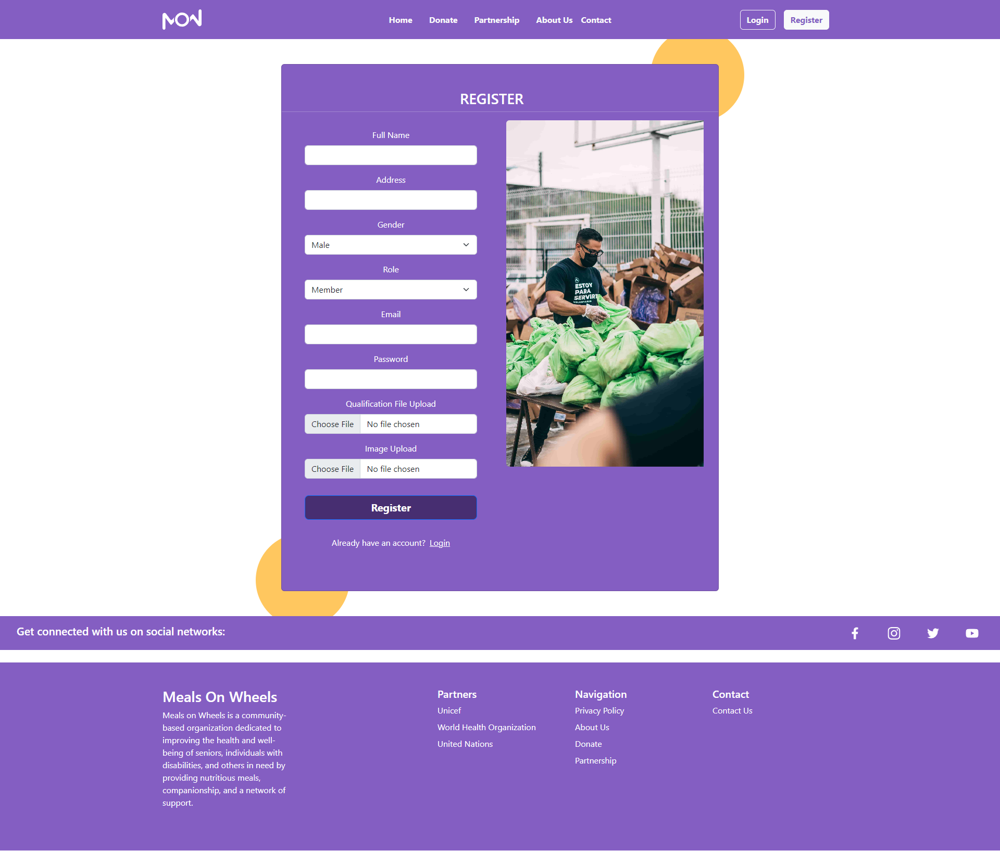 MOW
Home Donate Partnership About Us Contact
Login Register
REGISTER
Full Name
Address
Gender
Male
Role
Member
Email
Password
Qualification File Upload
Choose File No file chosen
Image Upload
Choose File No file chosen
Register
Already have an account? Login
ESTOY
PARA
SERVIRT
VOLUNTARIO
Get connected with us on social networks:
Meals On Wheels
Meals on Wheels is a community-
based organization dedicated to
improving the health and well-
being of seniors, individuals with
disabilities, and others in need by
providing nutritious meals,
companionship, and a network of
support.
Partners
Unicef
World Health Organization
United Nations
Navigation
Privacy Policy
About Us
Donate
Partnership
Contact
Contact Us